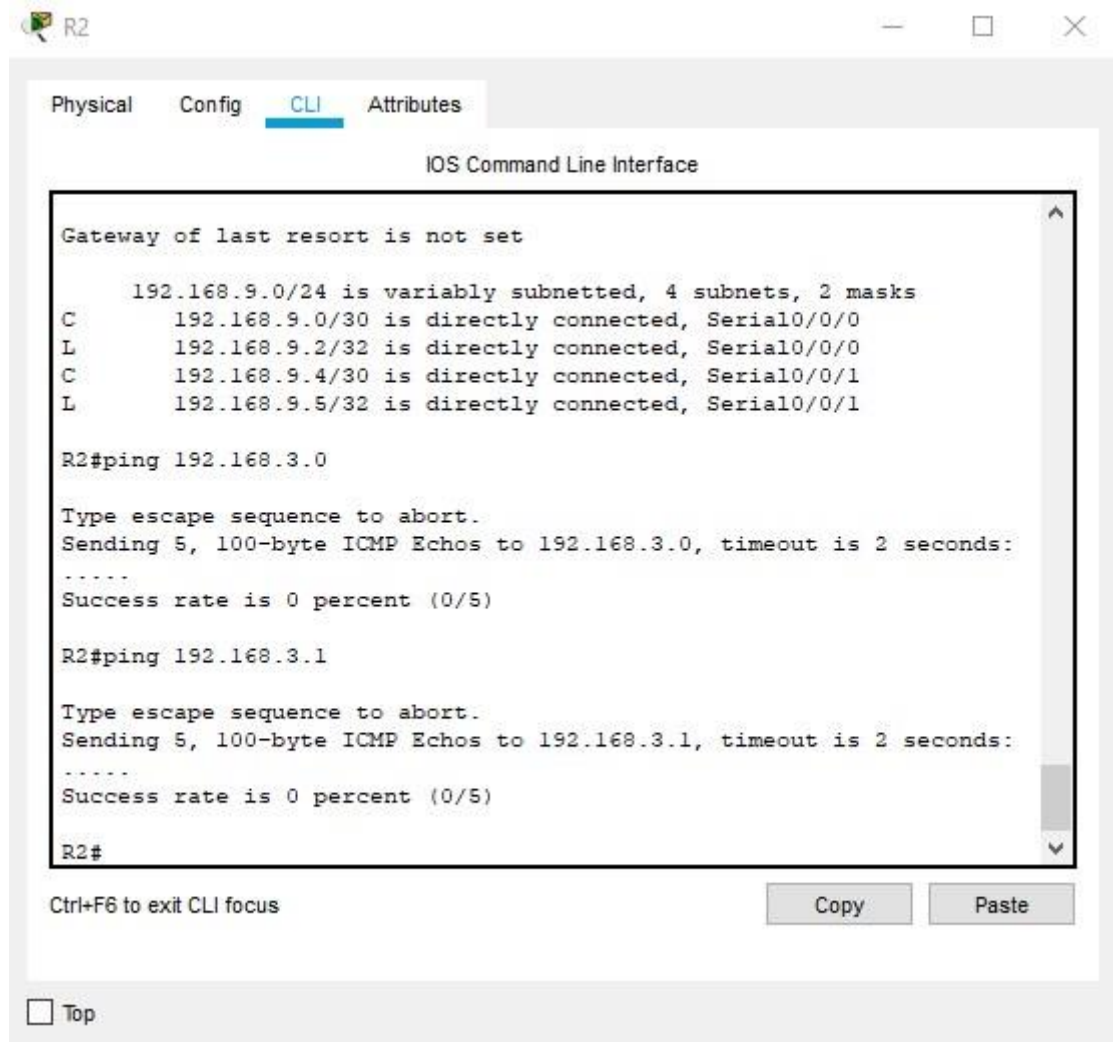 R2
Physical Config CLI Attributes
IOS Command Line Interface
Gateway of last resort is not set
192.168.9.0/24 is variably subnetted, 4 subnets, 2 masks
C 192.168.9.0/30 is directly connected, Serial0/0/0
L 192.168.9.2/32 is directly connected, Serial0/0/0
C 192.168.9.4/30 is directly connected, Serial0/0/1
L 192.168.9.5/32 is directly connected, Serial0/0/1
R2#ping 192.168.3.0
Type escape sequence to abort.
Sending 5, 100-byte ICMP Echos to 192.168.3.0, timeout is 2 seconds:
.....
Success rate is 0 percent (0/5)
R2#ping 192.168.3.1
Type escape sequence to abort.
Sending 5, 100-byte ICMP Echos to 192.168.3.1, timeout is 2 seconds:
.....
Success rate is 0 percent (0/5)
R2#
Ctrl+F6 to exit CLI focus Copy Paste
Top